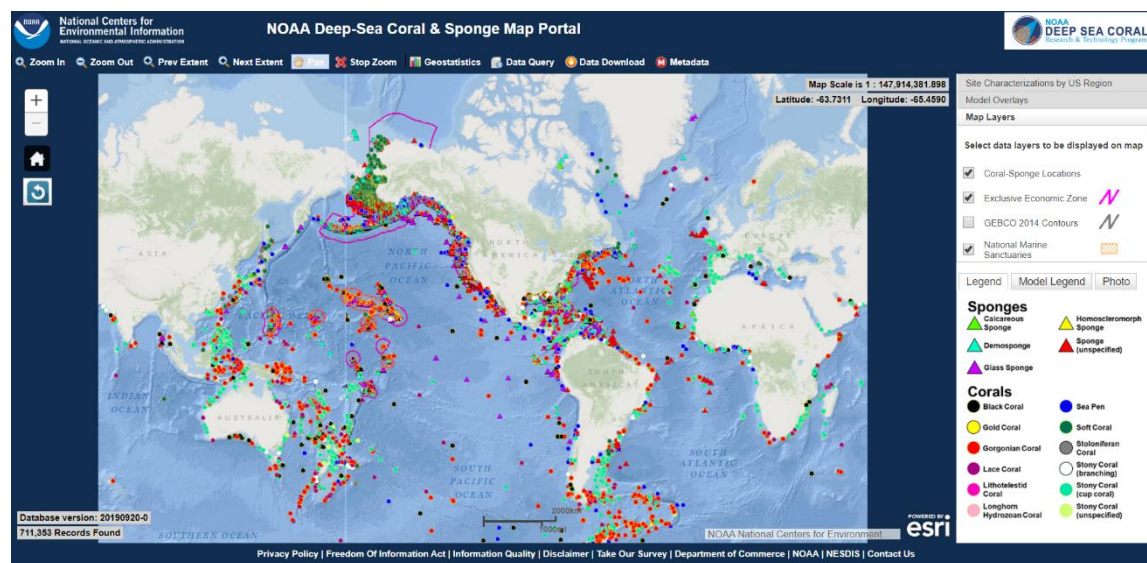 NOAA
National Centers for
Environmental Information
NATIONAL OCEANIC AND ATMOSPHERIC ADMINISTRATION
NOAA Deep-Sea Coral & Sponge Map Portal
NOAA
DEEP SEA CORAL
Research & Technology Program
Zoom In Zoom Out Prev Extent Next Extent Pan Stop Zoom Geostatistics Data Query Data Download Metadata
Map Scale is 1 : 147,914,381.898
Latitude: -63.7311 Longitude: -65.4590
+
−
ASIA
NORTH
PACIFIC
OCEAN
NORTH
AMERICA
NORTH
ATLANTIC
OCEAN
EUROPE
AFRICA
SOUTH
AMERICA
INDIAN
OCEAN
AUSTRALIA
SOUTH
PACIFIC
OCEAN
SOUTH
ATLANTIC
OCEAN
SOUTHERN OCEAN
2000km
1000mi
Database version: 20190920-0
711,353 Records Found
NOAA National Centers for Environment
POWERED BY
esri
Site Characterizations by US Region
Model Overlays
Map Layers
Select data layers to be displayed on map
Coral-Sponge Locations
Exclusive Economic Zone
GEBCO 2014 Contours
National Marine
Sanctuaries
Legend Model Legend Photo
Sponges
Calcareous
Sponge
Homoscleromorph
Sponge
Demosponge
Sponge
(unspecified)
Glass Sponge
Corals
Black Coral
Sea Pen
Gold Coral
Soft Coral
Gorgonian Coral
Stoloniferan
Coral
Lace Coral
Stony Coral
(branching)
Lithotelestid
Coral
Stony Coral
(cup coral)
Longhorn
Hydrozoan Coral
Stony Coral
(unspecified)
Privacy Policy | Freedom Of Information Act | Information Quality | Disclaimer | Take Our Survey | Department of Commerce | NOAA | NESDIS | Contact Us